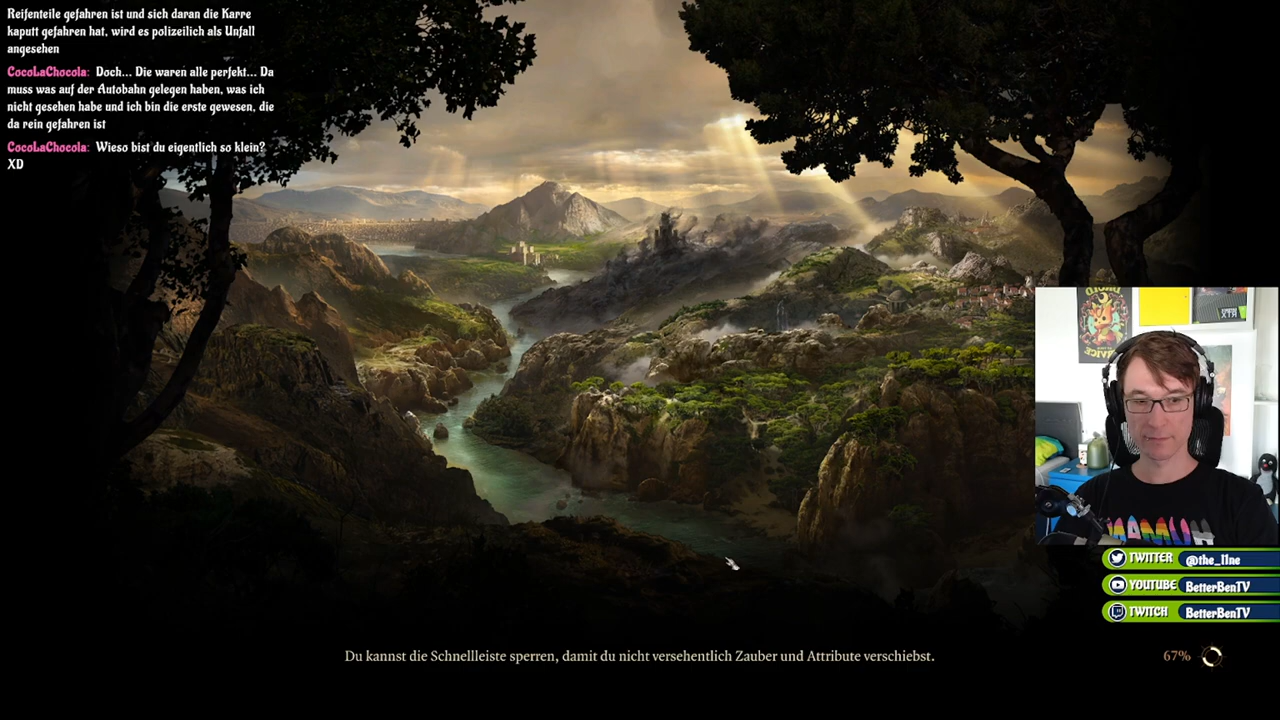 Reifenteile gefahren ist und sich daran die Karre
kaputt gefahren hat, wird es polizeilich als Unfall
angesehen
CocoLaChocola: Doch... Die waren alle perfekt... Da
muss was auf der Autobahn gelegen haben, was ich
nicht gesehen habe und ich bin die erste gewesen, die
da rein gefahren ist
CocoLaChocola: Wieso bist du eigentlich so klein?
XD
TWITTER @the_11ne
YOUTUBE BetterBenTV
TWITCH BetterBenTV
Du kannst die Schnellleiste sperren, damit du nicht versehentlich Zauber und Attribute verschiebst.
67%